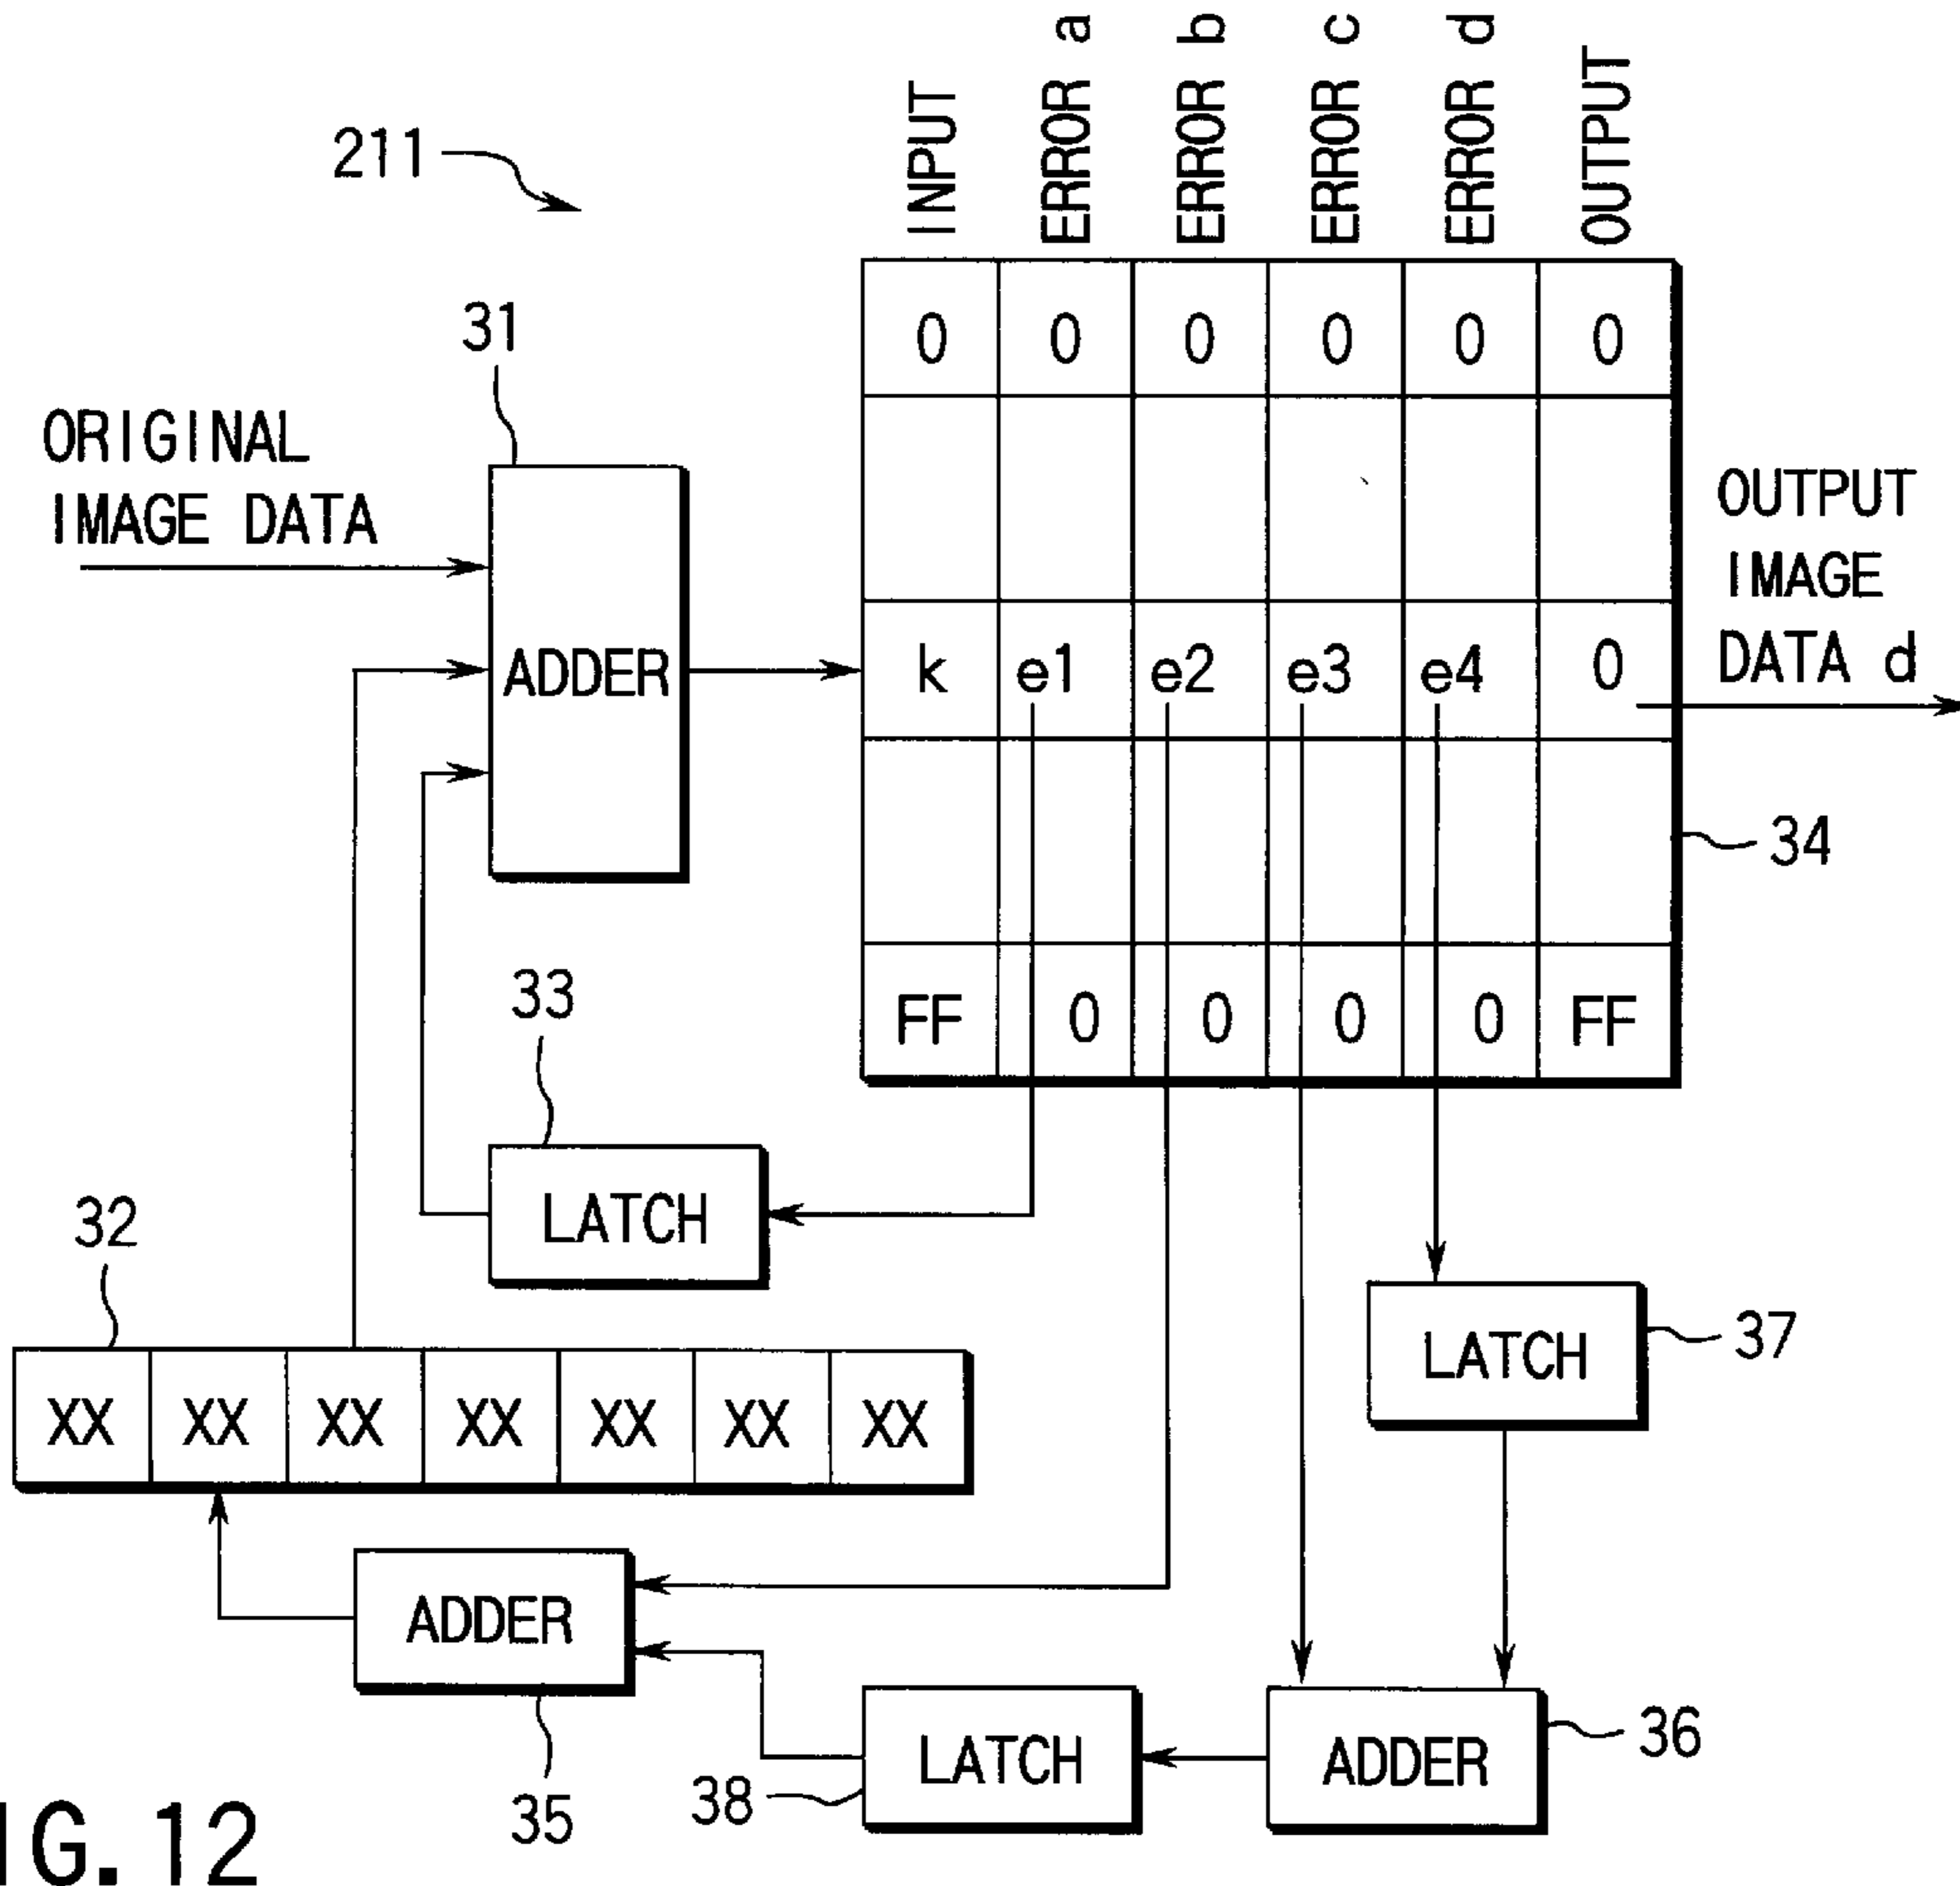 211
INPUT
ERROR a
ERROR b
ERROR c
ERROR d
OUTPUT
31
ORIGINAL
IMAGE DATA
ADDER
0 0 0 0 0 0
k e1 e2 e3 e4 0
FF 0 0 0 0 FF
OUTPUT
IMAGE
DATA d
34
33
LATCH
32
XX XX XX XX XX XX XX
LATCH
37
ADDER
35
LATCH
38
ADDER
36
IG. 12